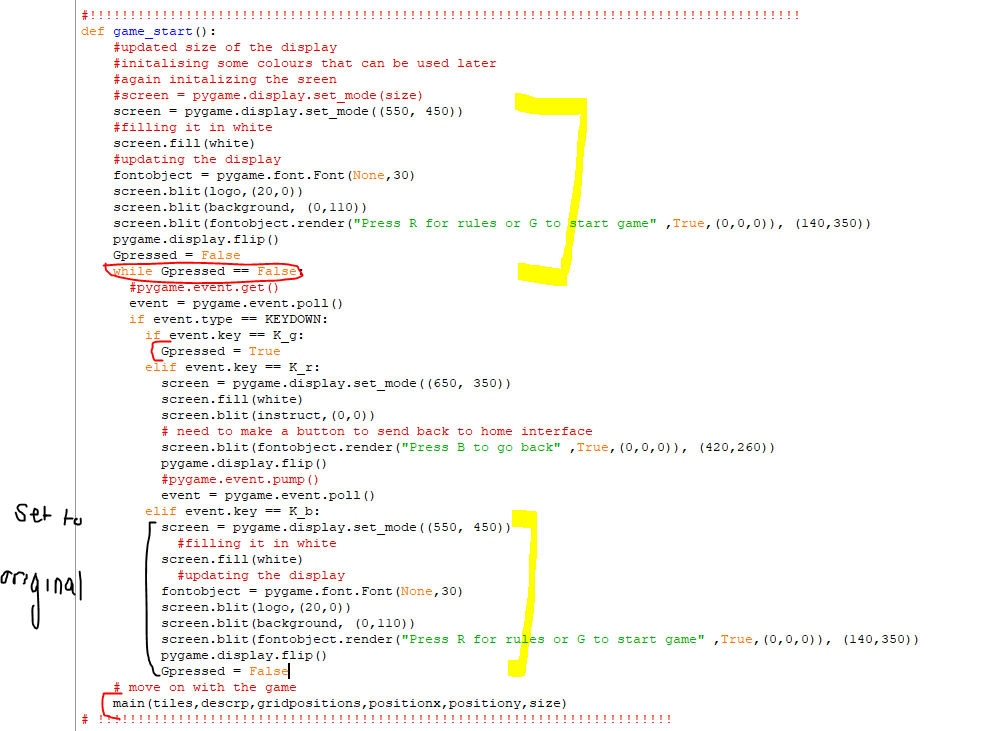 #!!!!!!!!!!!!!!!!!!!!!!!!!!!!!!!!!!!!!!!!!!!!!!!!!!!!!!!!!!!!!!!!!!!!!!!!!!!!!!!!!!!!!!!!!
def game_start():
    #updated size of the display
    #initalising some colours that can be used later
    #again initalizing the sreen
    #screen = pygame.display.set_mode(size)
    screen = pygame.display.set_mode((550, 450))
    #filling it in white
    screen.fill(white)
    #updating the display
    fontobject = pygame.font.Font(None,30)
    screen.blit(logo,(20,0))
    screen.blit(background, (0,110))
    screen.blit(fontobject.render("Press R for rules or G to start game" ,True,(0,0,0)), (140,350))
    pygame.display.flip()
    Gpressed = False
    while Gpressed == False:
      #pygame.event.get()
      event = pygame.event.poll()
      if event.type == KEYDOWN:
        if event.key == K_g:
          Gpressed = True
        elif event.key == K_r:
          screen = pygame.display.set_mode((650, 350))
          screen.fill(white)
          screen.blit(instruct,(0,0))
          # need to make a button to send back to home interface
          screen.blit(fontobject.render("Press B to go back" ,True,(0,0,0)), (420,260))
          pygame.display.flip()
          #pygame.event.pump()
          event = pygame.event.poll()
        elif event.key == K_b:
          screen = pygame.display.set_mode((550, 450))
            #filling it in white
          screen.fill(white)
            #updating the display
          fontobject = pygame.font.Font(None,30)
          screen.blit(logo,(20,0))
          screen.blit(background, (0,110))
          screen.blit(fontobject.render("Press R for rules or G to start game" ,True,(0,0,0)), (140,350))
          pygame.display.flip()
          Gpressed = False
    # move on with the game
    main(tiles,descrp,gridpositions,positionx,positiony,size)
# !!!!!!!!!!!!!!!!!!!!!!!!!!!!!!!!!!!!!!!!!!!!!!!!!!!!!!!!!!!!!!!!!!!!!!!!
set to
original